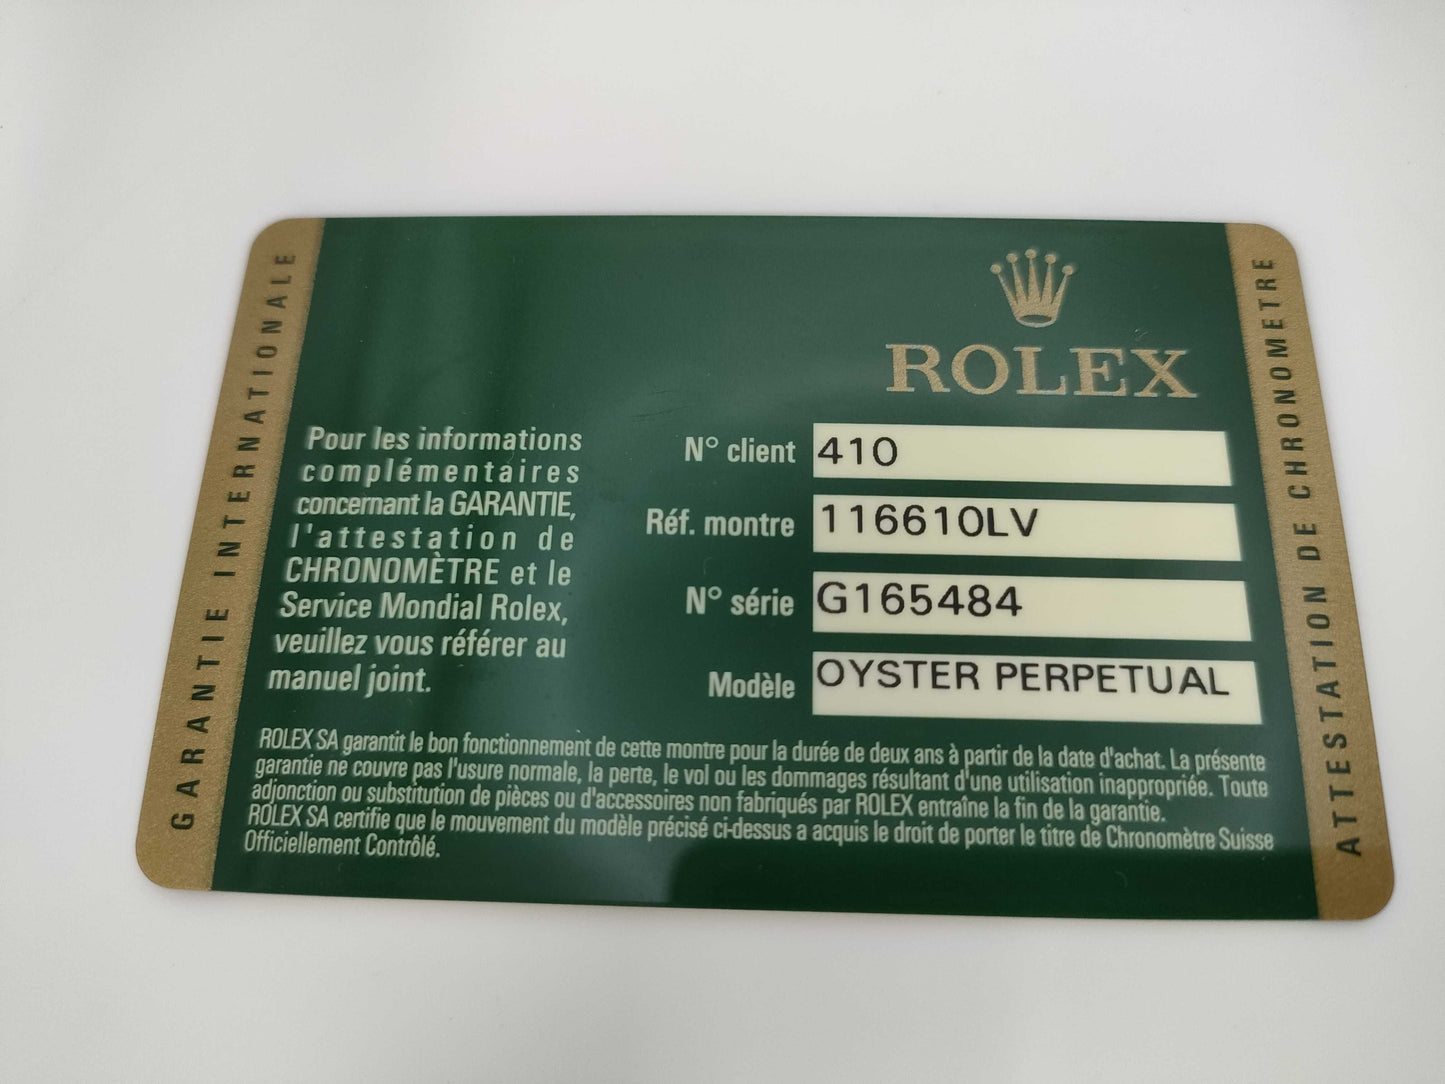 GARANTIE INTERNATIONALE
ROLEX
Pour les informations
complémentaires
concernant la GARANTIE,
l'attestation de
CHRONOMÈTRE et le
Service Mondial Rolex,
veuillez vous référer au
manuel joint.
N° client 410
Réf. montre 116610LV
N° série G165484
Modèle OYSTER PERPETUAL
ROLEX SA garantit le bon fonctionnement de cette montre pour la durée de deux ans à partir de la date d'achat. La présente
garantie ne couvre pas l'usure normale, la perte, le vol ou les dommages résultant d'une utilisation inappropriée. Toute
adjonction ou substitution de pièces ou d'accessoires non fabriqués par ROLEX entraîne la fin de la garantie.
ROLEX SA certifie que le mouvement du modèle précisé ci-dessus a acquis le droit de porter le titre de Chronomètre Suisse
Officiellement Contrôlé.
ATTESTATION DE CHRONOMETRE